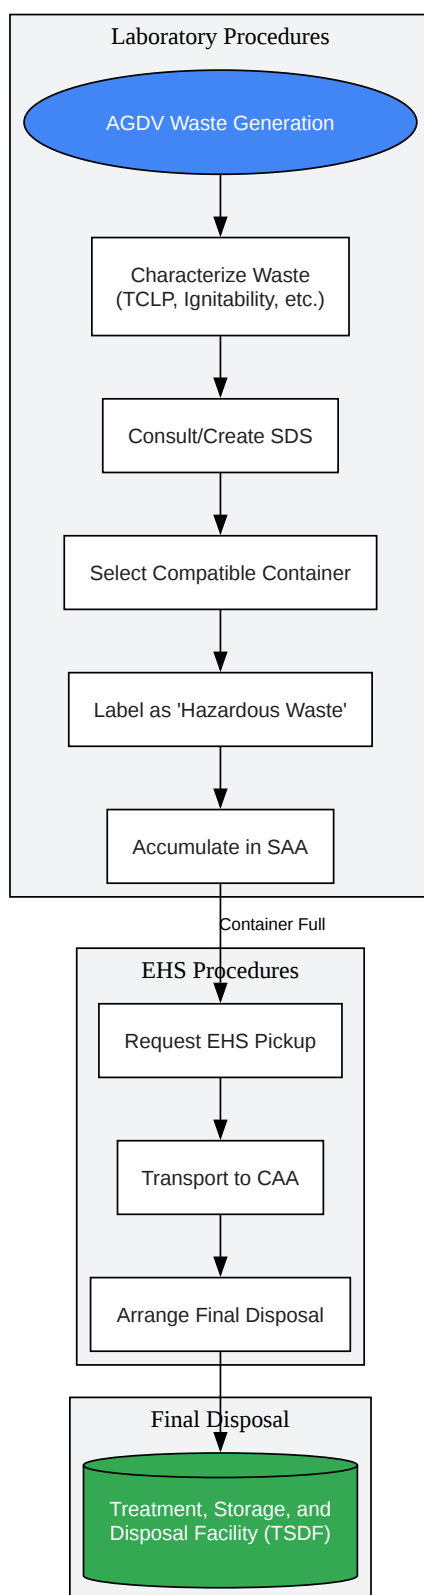 Laboratory Procedures
AGDV Waste Generation
Characterize Waste
(TCLP, Ignitability, etc.)
Consult/Create SDS
Select Compatible Container
Label as 'Hazardous Waste'
Accumulate in SAA
Container Full
EHS Procedures
Request EHS Pickup
Transport to CAA
Arrange Final Disposal
Final Disposal
Treatment, Storage, and
Disposal Facility (TSDF)